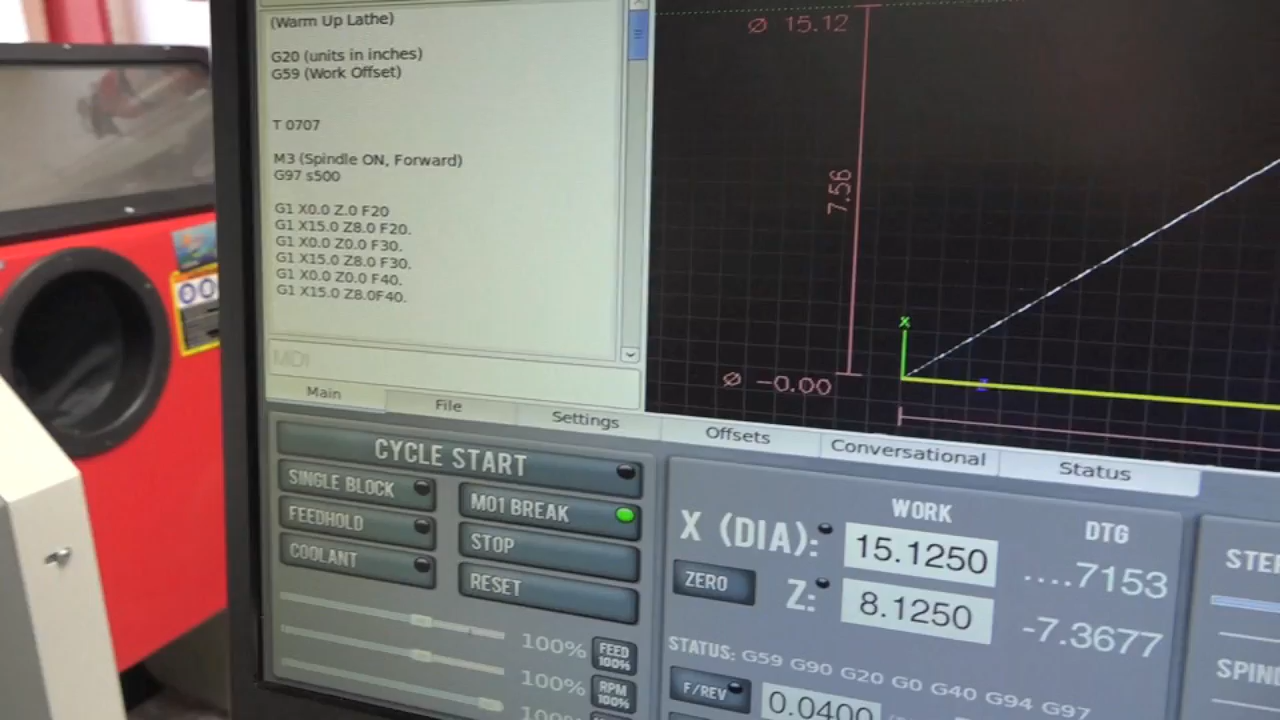 (Warm Up Lathe)
G20 (units in inches)
G59 (Work Offset)
T 0707
M3 (Spindle ON, Forward)
G97 s500
G1 X0.0 Z.0 F20
G1 X15.0 Z8.0 F20.
G1 X0.0 Z0.0 F30.
G1 X15.0 Z8.0 F30.
G1 X0.0 Z0.0 F40.
G1 X15.0 Z8.0F40.
MDI
Ø 15.12
7.56
X
Z
Ø -0.00
Main File Settings Offsets Conversational Status
CYCLE START
SINGLE BLOCK
M01 BREAK
FEEDHOLD
STOP
COOLANT
RESET
100% FEED 100%
100% RPM 100%
100%
WORK DTG
X (DIA): 15.1250 ....7153
ZERO Z: 8.1250 -7.3677
STATUS: G59 G90 G20 G0 G40 G94 G97
F/REV 0.0400